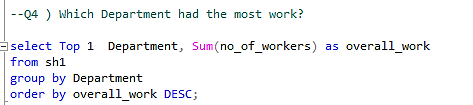 --Q4 ) Which Department had the most work?
select Top 1  Department, Sum(no_of_workers) as overall_work
from sh1
group by Department
order by overall_work DESC;